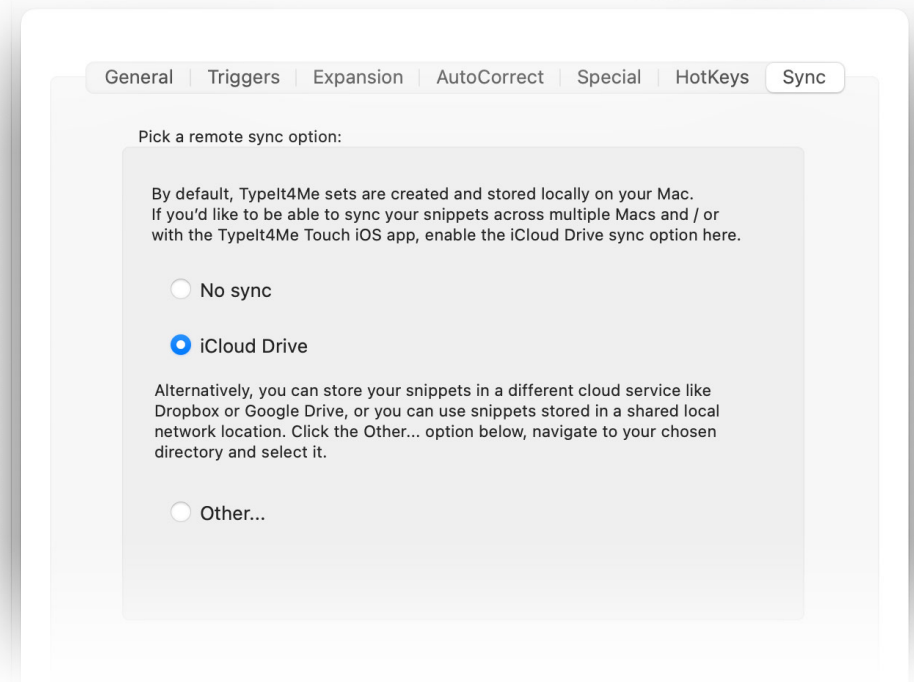 General Triggers Expansion AutoCorrect Special HotKeys Sync
Pick a remote sync option:
By default, TypeIt4Me sets are created and stored locally on your Mac.
If you’d like to be able to sync your snippets across multiple Macs and / or
with the TypeIt4Me Touch iOS app, enable the iCloud Drive sync option here.
No sync
iCloud Drive
Alternatively, you can store your snippets in a different cloud service like
Dropbox or Google Drive, or you can use snippets stored in a shared local
network location. Click the Other... option below, navigate to your chosen
directory and select it.
Other...